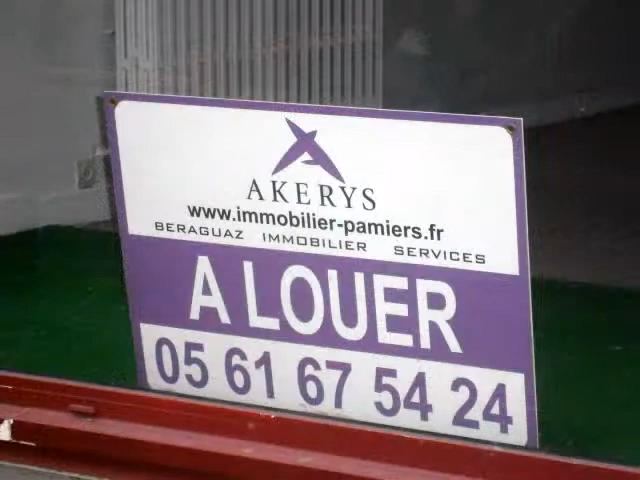 AKERYS
www.immobilier-pamiers.fr
BERAGUAZ IMMOBILIER SERVICES
A LOUER
05 61 67 54 24